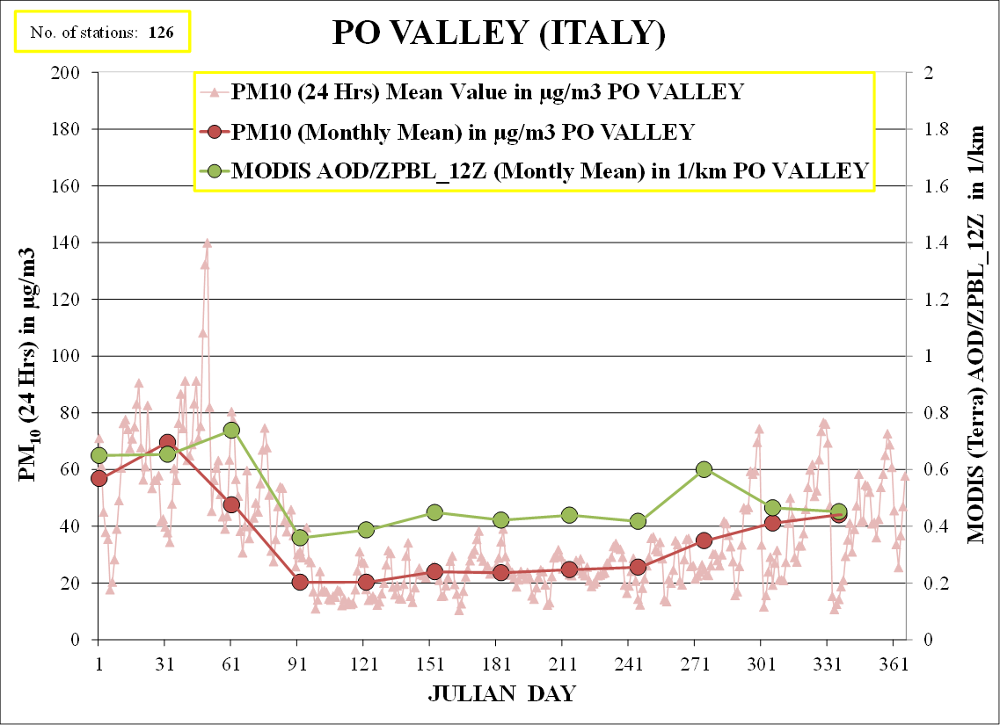 No. of stations: 126
PO VALLEY (ITALY)
PM10 (24 Hrs) Mean Value in µg/m3 PO VALLEY
PM10 (Monthly Mean) in µg/m3 PO VALLEY
MODIS AOD/ZPBL_12Z (Montly Mean) in 1/km PO VALLEY
PM10 (24 Hrs) in µg/m3
200
180
160
140
120
100
80
60
40
20
0
2
1.8
1.6
1.4
1.2
1
0.8
0.6
0.4
0.2
0
MODIS (Terra) AOD/ZPBL_12Z in 1/km
1 31 61 91 121 151 181 211 241 271 301 331 361
JULIAN DAY